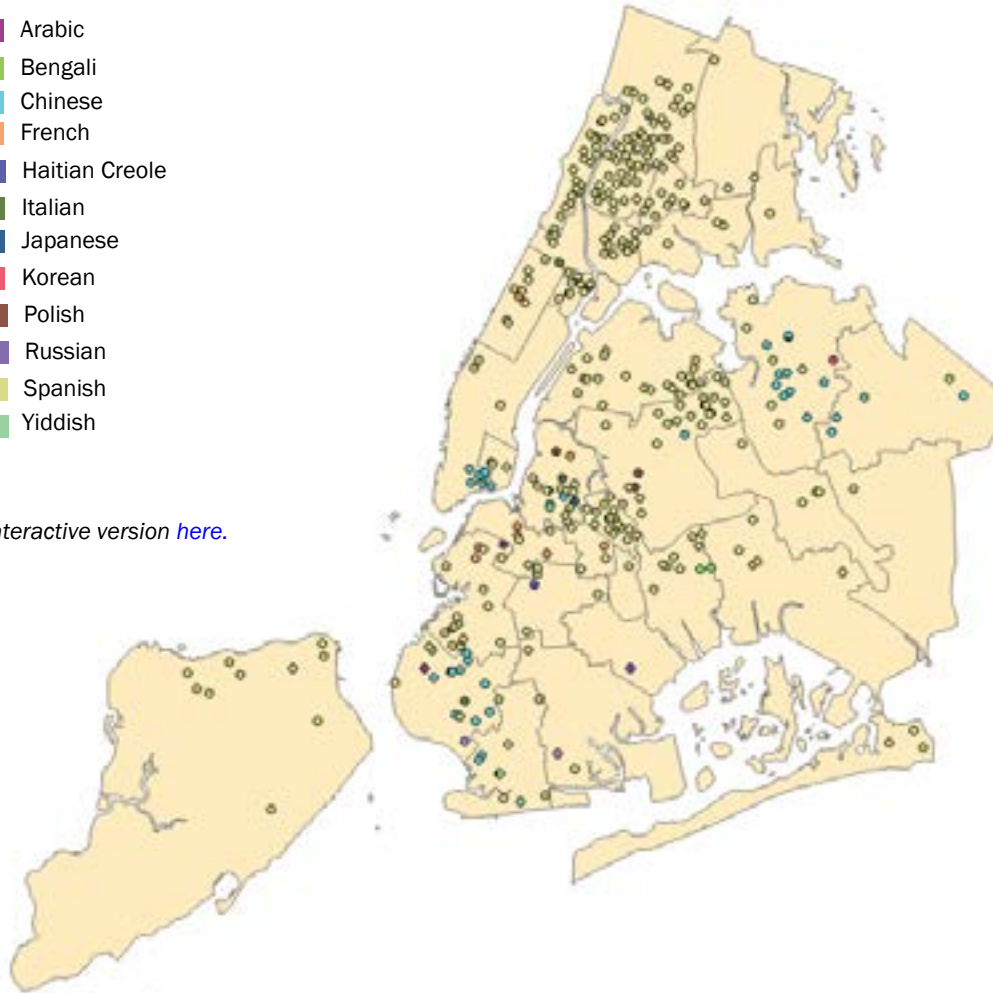 Arabic
Bengali
Chinese
French
Haitian Creole
Italian
Japanese
Korean
Polish
Russian
Spanish
Yiddish
nteractive version here.